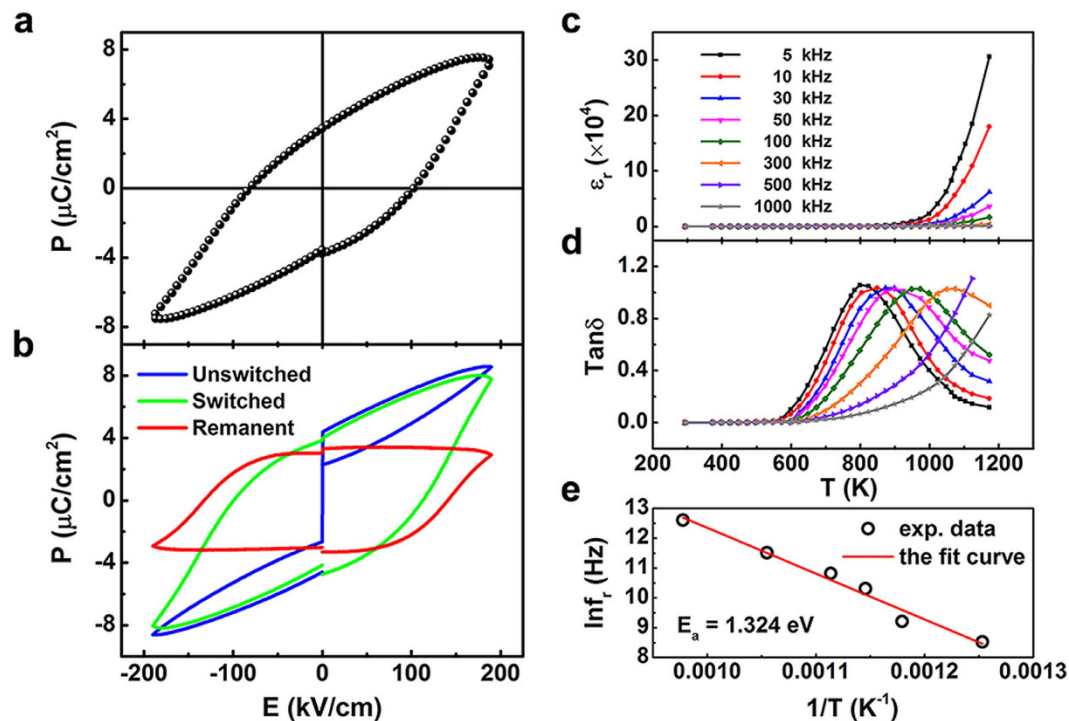 a
8
4
0
-4
-8
P (μC/cm²)
b
Unswitched
Switched
Remanent
8
4
0
-4
-8
P (μC/cm²)
-200 -100 0 100 200
E (kV/cm)
c
30
20
10
0
εr (×10⁴)
5 kHz
10 kHz
30 kHz
50 kHz
100 kHz
300 kHz
500 kHz
1000 kHz
d
1.2
0.8
0.4
0.0
Tanδ
200 400 600 800 1000 1200
T (K)
e
13
12
11
10
9
8
lnfr (Hz)
exp. data
the fit curve
Ea = 1.324 eV
0.0010 0.0011 0.0012 0.0013
1/T (K⁻¹)